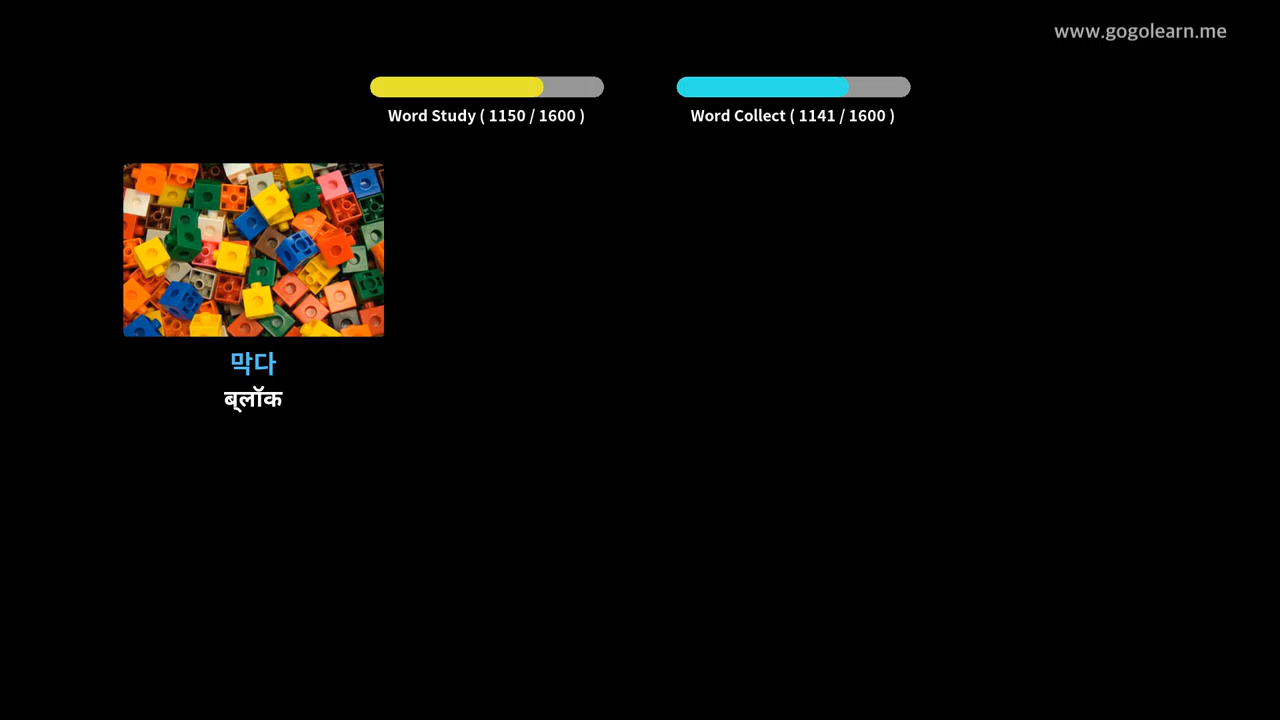 www.gogolearn.me
Word Study ( 1150 / 1600 )
Word Collect ( 1141 / 1600 )
막다
ब्लॉक